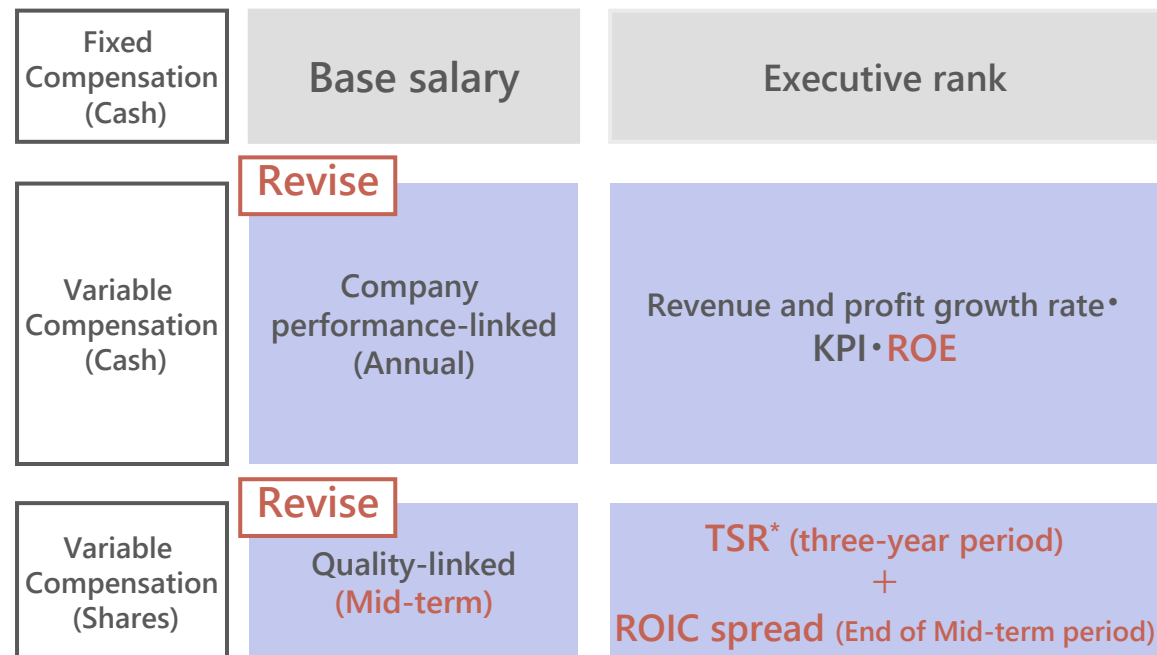 Fixed
Compensation
(Cash)
Base salary
Executive rank
Revise
Variable
Compensation
(Cash)
Company
performance-linked
(Annual)
Revenue and profit growth rate・
KPI・ROE
Revise
Variable
Compensation
(Shares)
Quality-linked
(Mid-term)
TSR* (three-year period)
＋
ROIC spread (End of Mid-term period)